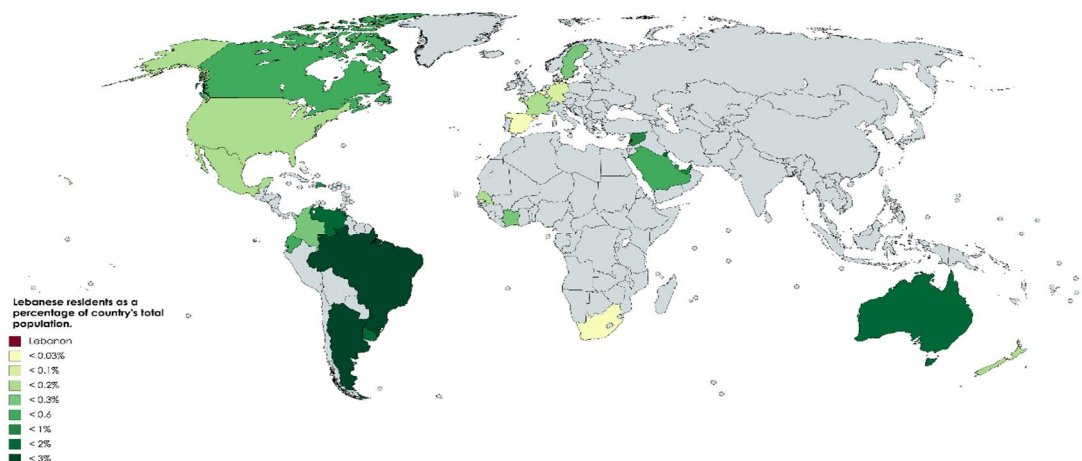 Lebanese residents as a
percentage of country's total
population.
Lebanon
< 0.03%
< 0.1%
< 0.2%
< 0.3%
< 0.6
< 1%
< 2%
< 3%